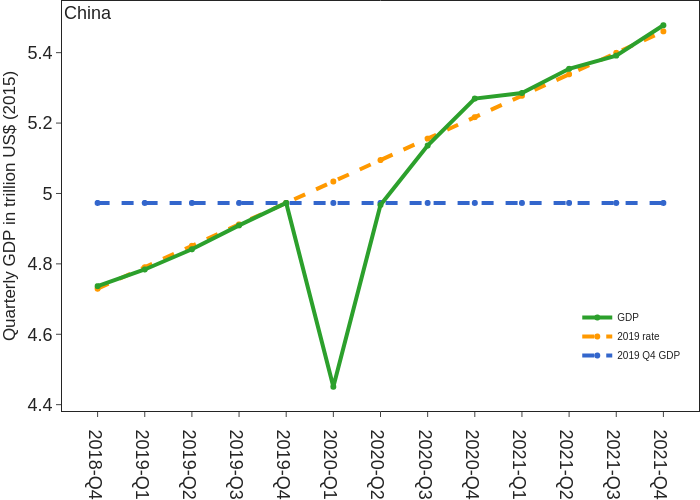 China
Quarterly GDP in trillion US$ (2015)
5.4
5.2
5
4.8
4.6
4.4
GDP
2019 rate
2019 Q4 GDP
2018-Q4
2019-Q1
2019-Q2
2019-Q3
2019-Q4
2020-Q1
2020-Q2
2020-Q3
2020-Q4
2021-Q1
2021-Q2
2021-Q3
2021-Q4